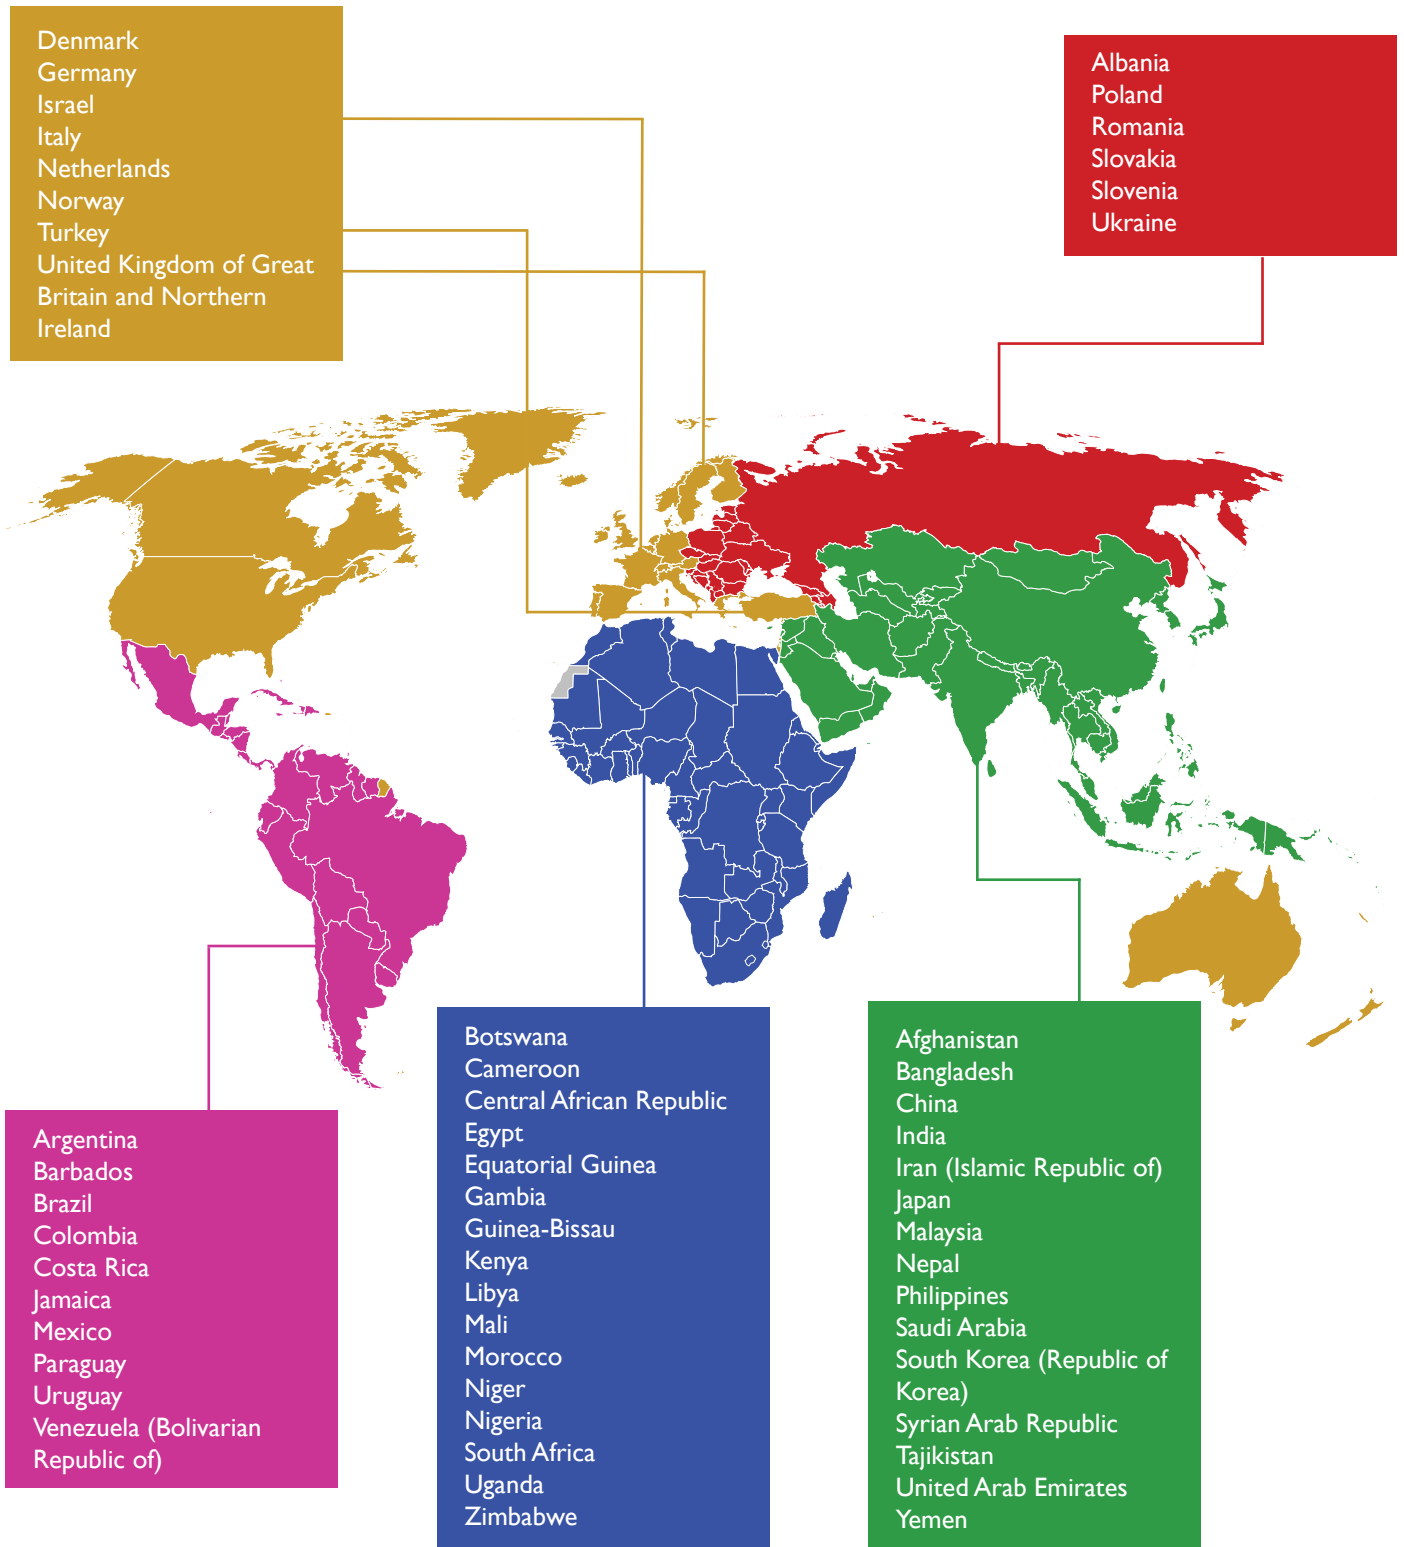 Denmark
Germany
Israel
Italy
Netherlands
Norway
Turkey
United Kingdom of Great
Britain and Northern
Ireland
Albania
Poland
Romania
Slovakia
Slovenia
Ukraine
Argentina
Barbados
Brazil
Colombia
Costa Rica
Jamaica
Mexico
Paraguay
Uruguay
Venezuela (Bolivarian
Republic of)
Botswana
Cameroon
Central African Republic
Egypt
Equatorial Guinea
Gambia
Guinea-Bissau
Kenya
Libya
Mali
Morocco
Niger
Nigeria
South Africa
Uganda
Zimbabwe
Afghanistan
Bangladesh
China
India
Iran (Islamic Republic of)
Japan
Malaysia
Nepal
Philippines
Saudi Arabia
South Korea (Republic of
Korea)
Syrian Arab Republic
Tajikistan
United Arab Emirates
Yemen